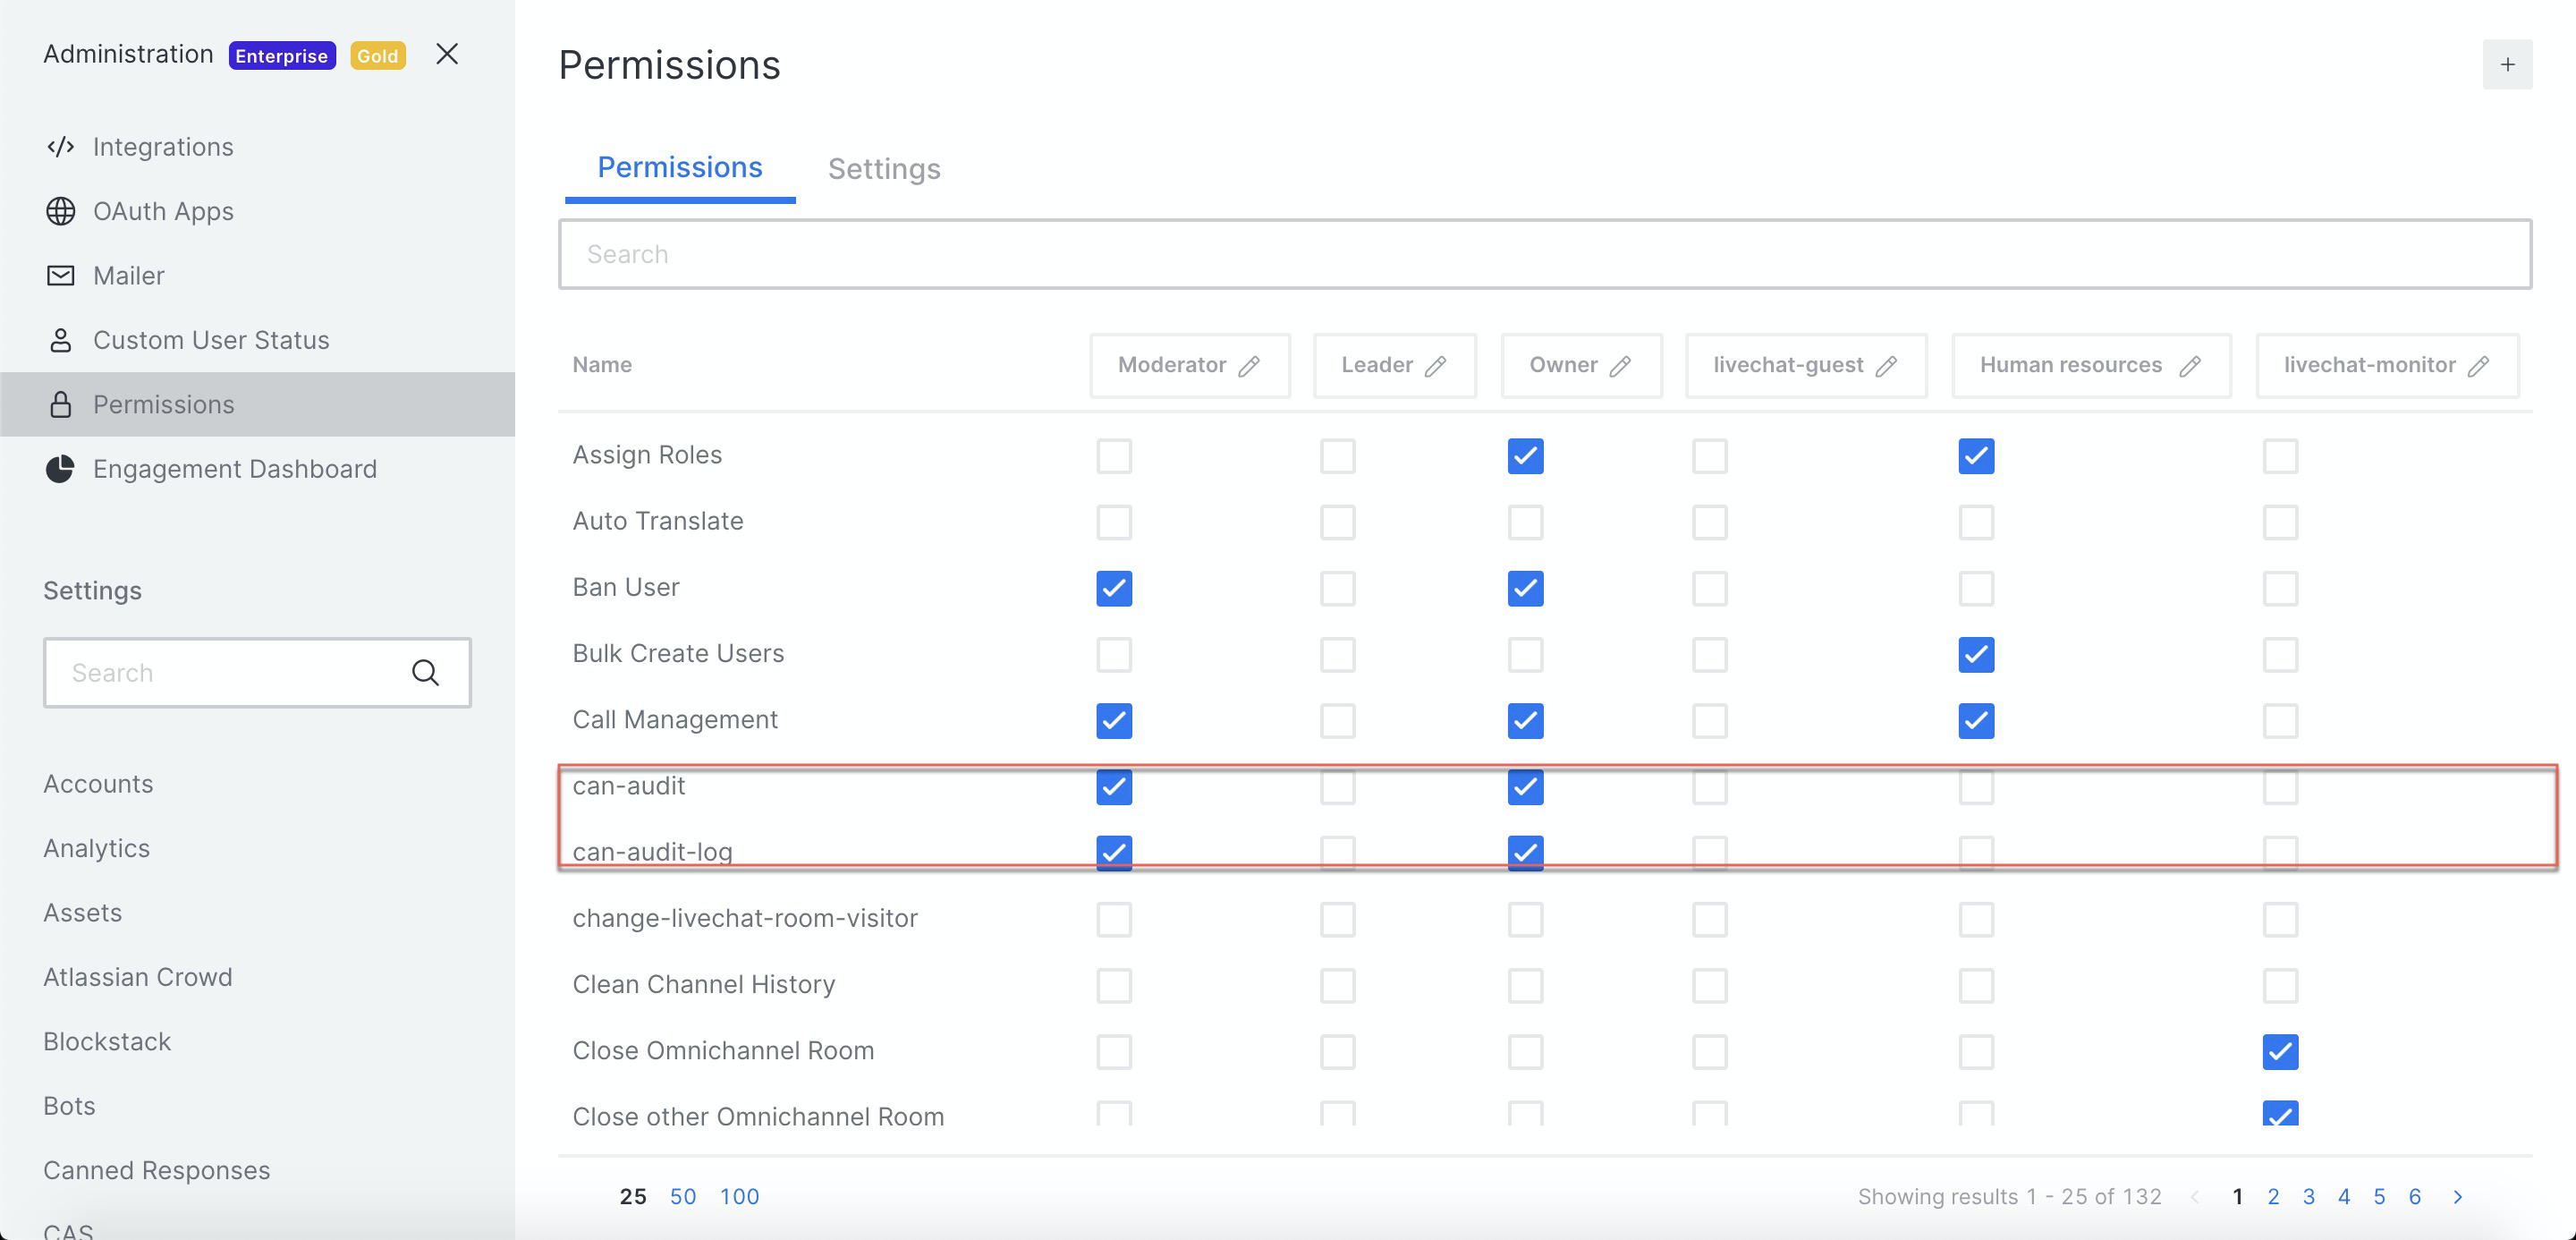 Administration Enterprise Gold
Integrations
OAuth Apps
Mailer
Custom User Status
Permissions
Engagement Dashboard
Settings
Search
Accounts
Analytics
Assets
Atlassian Crowd
Blockstack
Bots
Canned Responses
CAS
Permissions
Permissions Settings
Search
Name Moderator Leader Owner livechat-guest Human resources livechat-monitor
Assign Roles
Auto Translate
Ban User
Bulk Create Users
Call Management
can-audit
can-audit-log
change-livechat-room-visitor
Clean Channel History
Close Omnichannel Room
Close other Omnichannel Room
25 50 100 Showing results 1 - 25 of 132 1 2 3 4 5 6